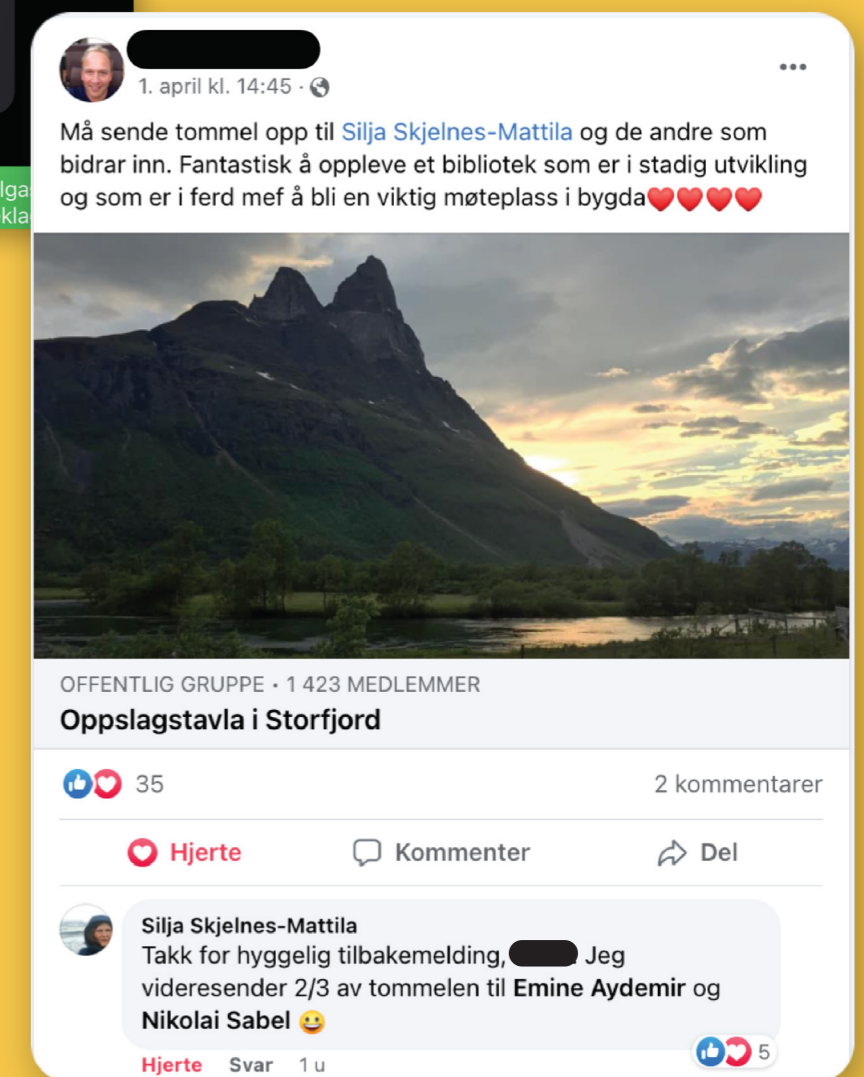 1. april kl. 14:45 ·
Må sende tommel opp til Silja Skjelnes-Mattila og de andre som
bidrar inn. Fantastisk å oppleve et bibliotek som er i stadig utvikling
og som er i ferd mef å bli en viktig møteplass i bygda❤️❤️❤️❤️
OFFENTLIG GRUPPE • 1 423 MEDLEMMER
Oppslagstavla i Storfjord
35
2 kommentarer
Hjerte
Kommenter
Del
Silja Skjelnes-Mattila
Takk for hyggelig tilbakemelding, Jeg
videresender 2/3 av tommelen til Emine Aydemir og
Nikolai Sabel 😀
5
Hjerte Svar 1 u